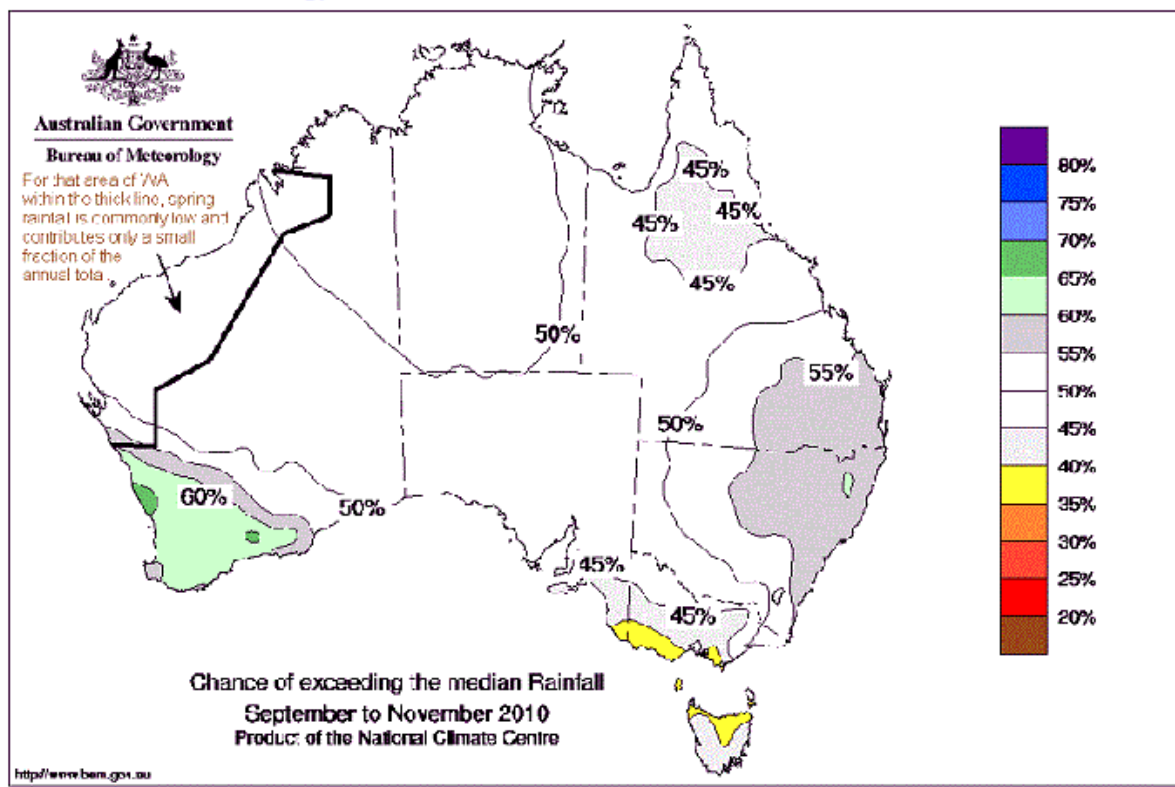 Australian Government
Bureau of Meteorology
For that area of WA
within the thick line, spring
rainfall is commonly low and
contributes only a small
fraction of the
annual total.
45%
45%
45%
45%
50%
55%
50%
60%
50%
45%
45%
80%
75%
70%
65%
60%
55%
50%
45%
40%
35%
30%
25%
20%
Chance of exceeding the median Rainfall
September to November 2010
Product of the National Climate Centre
http://www.bom.gov.au